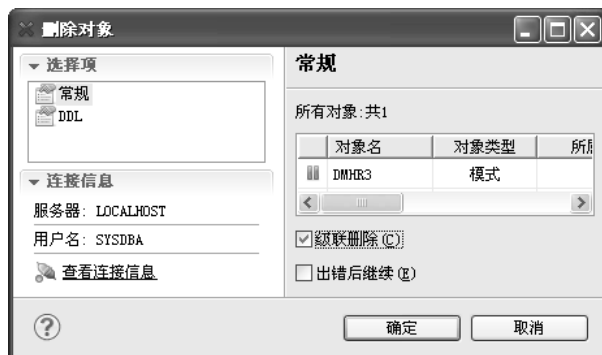 删除对象
选择项
常规
DDL
连接信息
服务器: LOCALHOST
用户名: SYSDBA
查看连接信息
常规
所有对象:共1
对象名 对象类型
DMHR3 模式
级联删除(C)
出错后继续(E)
确定 取消